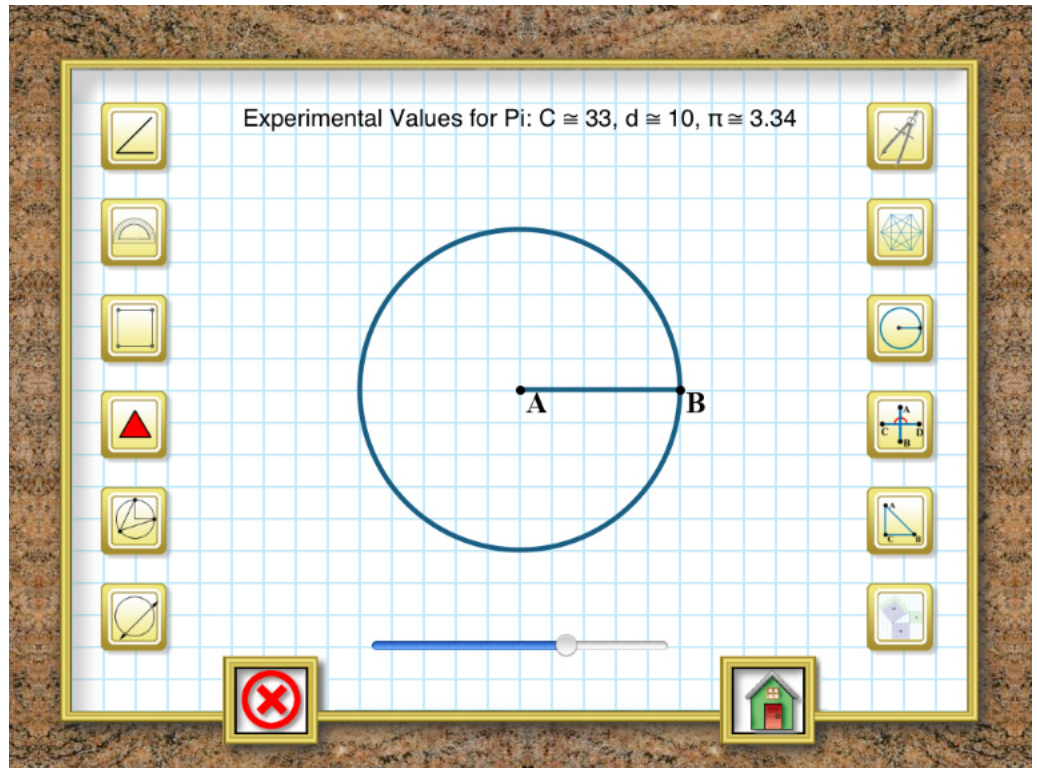 Experimental Values for Pi: C ≅ 33, d ≅ 10, π ≅ 3.34
A
C D
B
A B
A
C B